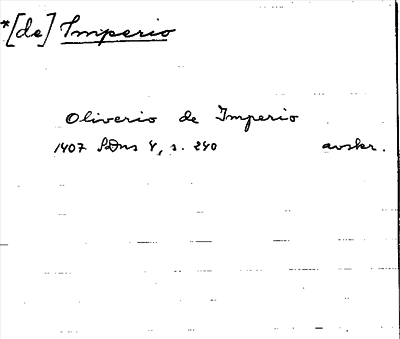 *[de] Imperio
Oliverio de Imperio
1407 SDns 4, s. 240 avskr.